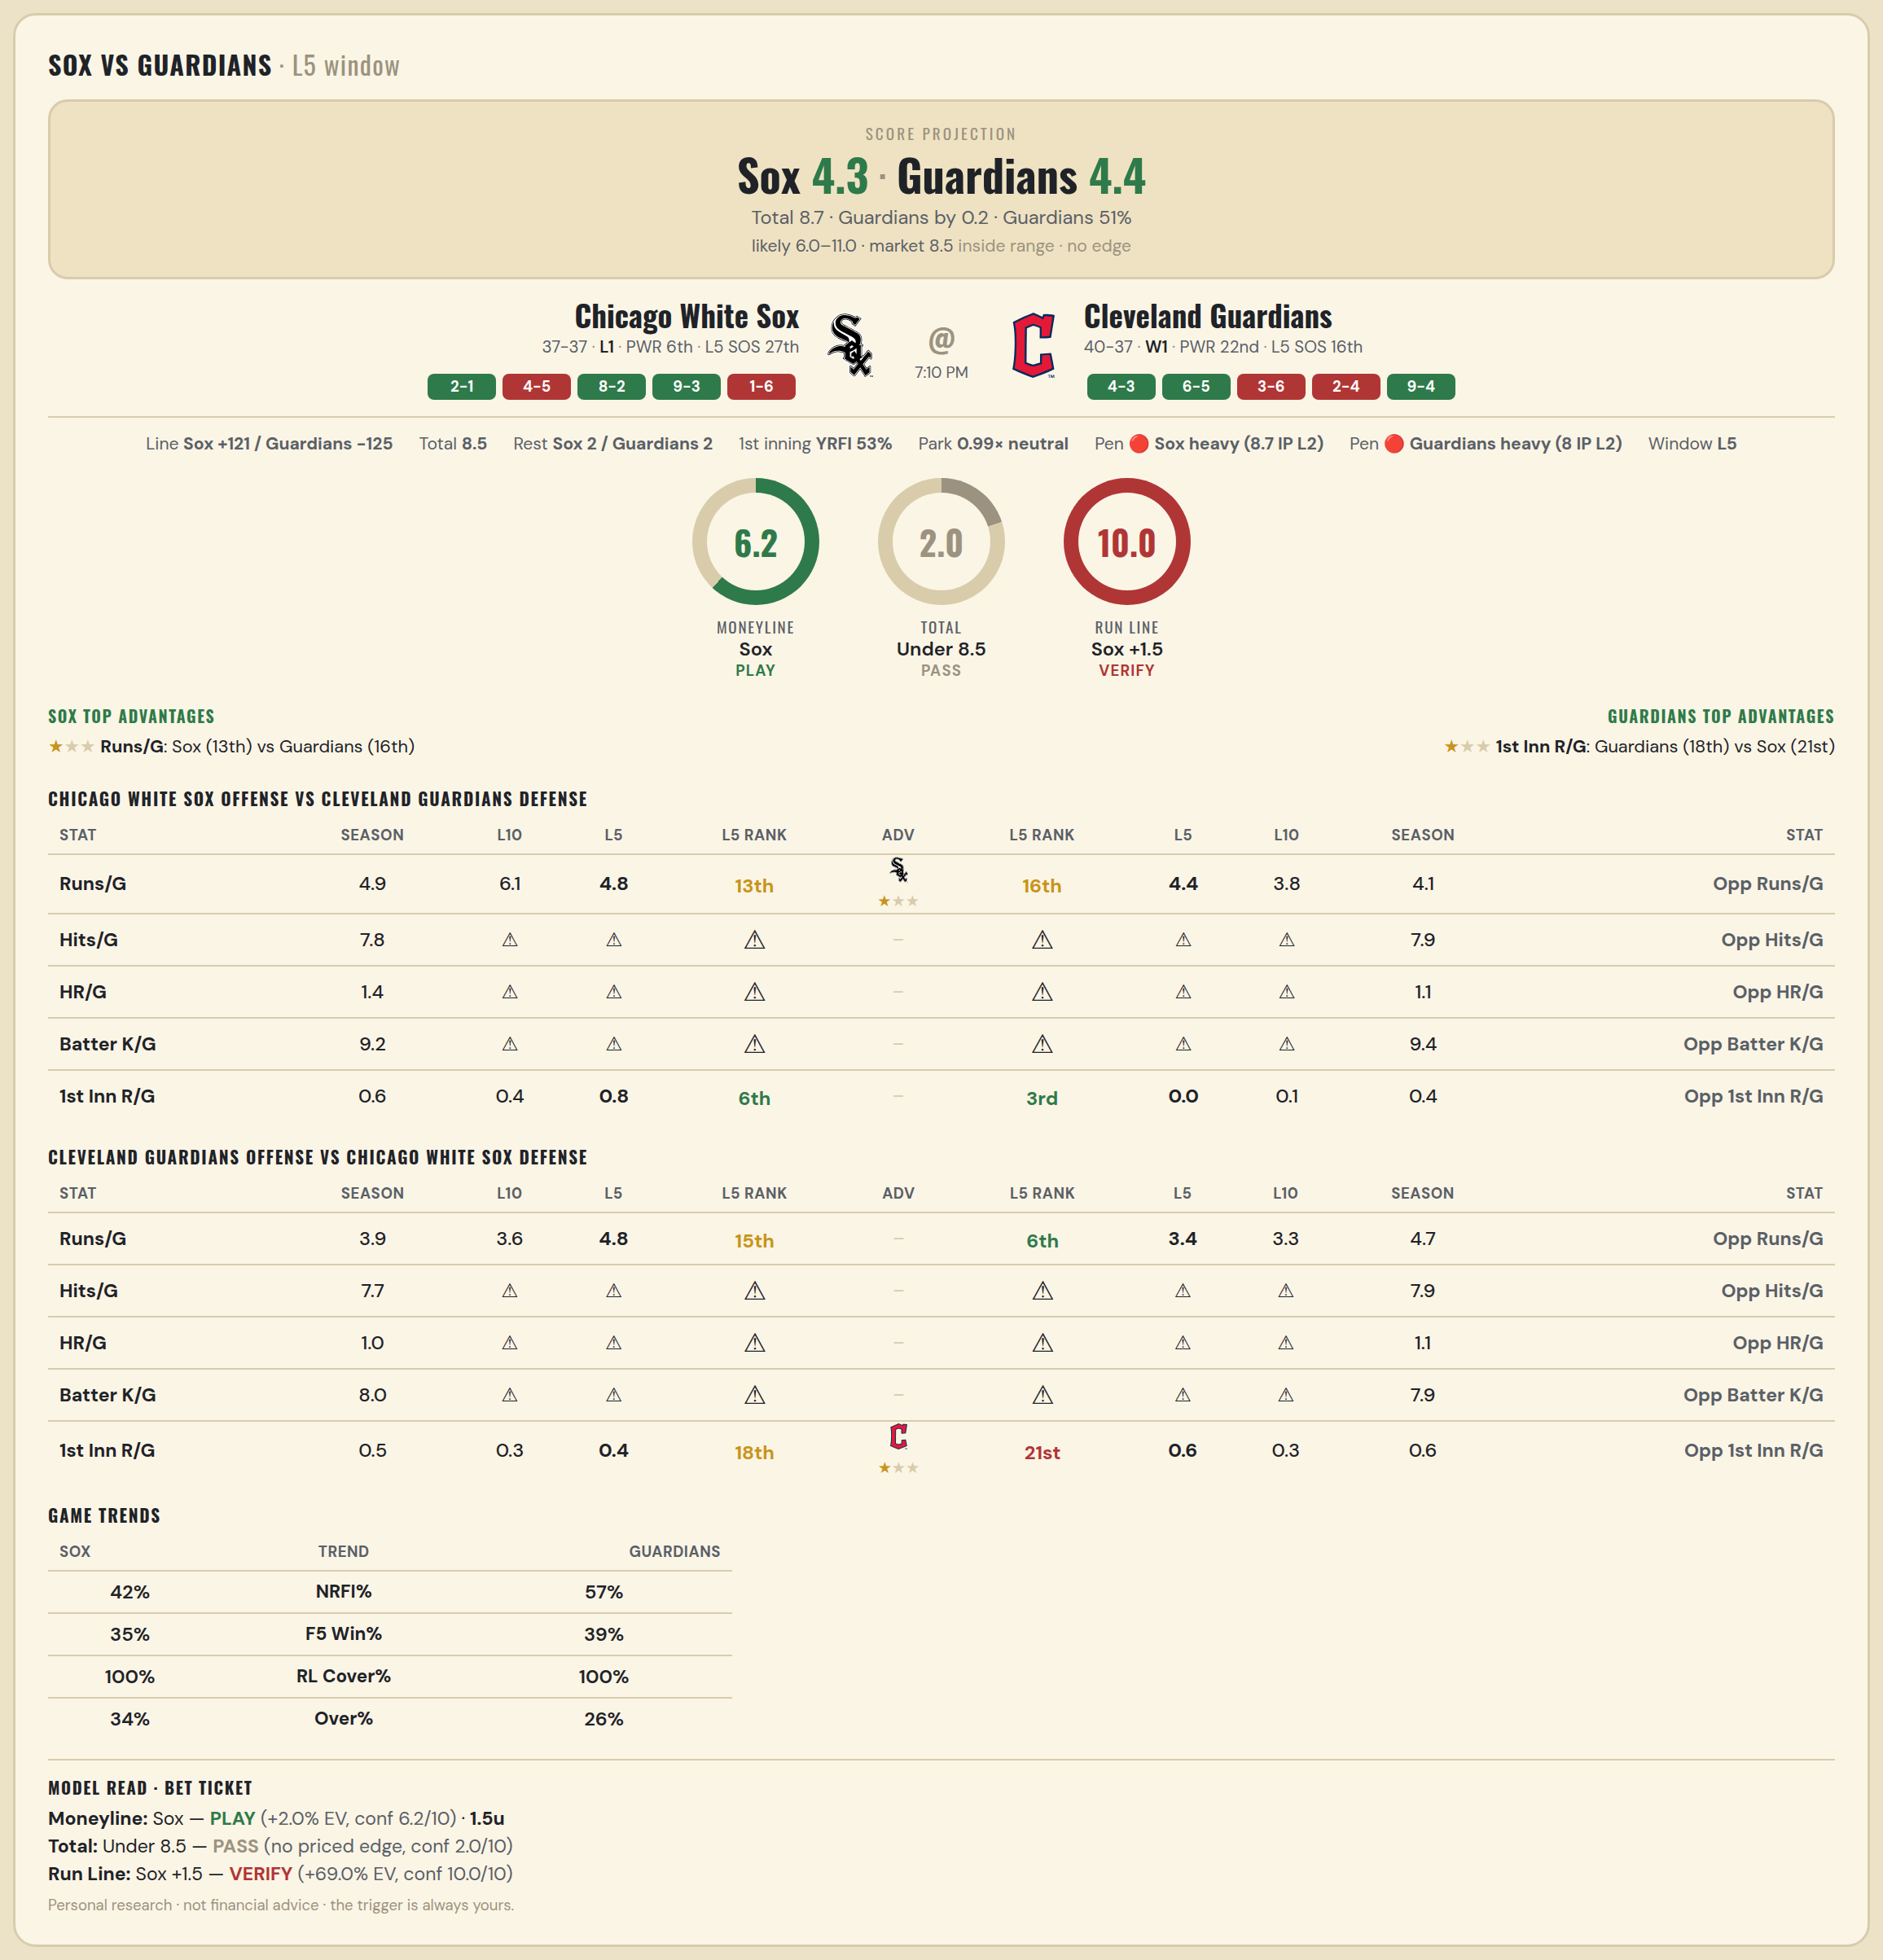 SOX VS GUARDIANS · L5 window
SCORE PROJECTION
Sox 4.3 · Guardians 4.4
Total 8.7 · Guardians by 0.2 · Guardians 51%
likely 6.0–11.0 · market 8.5 inside range · no edge
Chicago White Sox
37-37 · L1 · PWR 6th · L5 SOS 27th
2-1 4-5 8-2 9-3 1-6
@
7:10 PM
Cleveland Guardians
40-37 · W1 · PWR 22nd · L5 SOS 16th
4-3 6-5 3-6 2-4 9-4
Line Sox +121 / Guardians -125 Total 8.5 Rest Sox 2 / Guardians 2 1st inning YRFI 53% Park 0.99× neutral Pen 🔴 Sox heavy (8.7 IP L2) Pen 🔴 Guardians heavy (8 IP L2) Window L5
6.2 2.0 10.0
MONEYLINE TOTAL RUN LINE
Sox Under 8.5 Sox +1.5
PLAY PASS VERIFY
SOX TOP ADVANTAGES
★★★ Runs/G: Sox (13th) vs Guardians (16th)
GUARDIANS TOP ADVANTAGES
★★★ 1st Inn R/G: Guardians (18th) vs Sox (21st)
CHICAGO WHITE SOX OFFENSE VS CLEVELAND GUARDIANS DEFENSE
STAT SEASON L10 L5 L5 RANK ADV L5 RANK L5 L10 SEASON STAT
Runs/G 4.9 6.1 4.8 13th ★★★ 16th 4.4 3.8 4.1 Opp Runs/G
Hits/G 7.8 ⚠ ⚠ ⚠ – ⚠ ⚠ ⚠ 7.9 Opp Hits/G
HR/G 1.4 ⚠ ⚠ ⚠ – ⚠ ⚠ ⚠ 1.1 Opp HR/G
Batter K/G 9.2 ⚠ ⚠ ⚠ – ⚠ ⚠ ⚠ 9.4 Opp Batter K/G
1st Inn R/G 0.6 0.4 0.8 6th – 3rd 0.0 0.1 0.4 Opp 1st Inn R/G
CLEVELAND GUARDIANS OFFENSE VS CHICAGO WHITE SOX DEFENSE
STAT SEASON L10 L5 L5 RANK ADV L5 RANK L5 L10 SEASON STAT
Runs/G 3.9 3.6 4.8 15th – 6th 3.4 3.3 4.7 Opp Runs/G
Hits/G 7.7 ⚠ ⚠ ⚠ – ⚠ ⚠ ⚠ 7.9 Opp Hits/G
HR/G 1.0 ⚠ ⚠ ⚠ – ⚠ ⚠ ⚠ 1.1 Opp HR/G
Batter K/G 8.0 ⚠ ⚠ ⚠ – ⚠ ⚠ ⚠ 7.9 Opp Batter K/G
1st Inn R/G 0.5 0.3 0.4 18th ★★★ 21st 0.6 0.3 0.6 Opp 1st Inn R/G
GAME TRENDS
SOX TREND GUARDIANS
42% NRFI% 57%
35% F5 Win% 39%
100% RL Cover% 100%
34% Over% 26%
MODEL READ · BET TICKET
Moneyline: Sox — PLAY (+2.0% EV, conf 6.2/10) · 1.5u
Total: Under 8.5 — PASS (no priced edge, conf 2.0/10)
Run Line: Sox +1.5 — VERIFY (+69.0% EV, conf 10.0/10)
Personal research · not financial advice · the trigger is always yours.